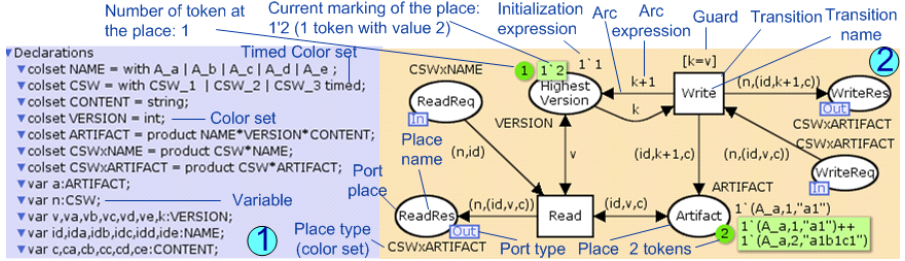 Number of token at
the place: 1
Current marking of the place:
1'2 (1 token with value 2)
Initialization
expression
Arc
Arc
expression
Guard
Transition
Transition
name
Declarations
Timed Color set
colset NAME = with A_a | A_b | A_c | A_d | A_e ;
colset CSW = with CSW_1 | CSW_2 | CSW_3 timed;
colset CONTENT = string;
colset VERSION = int;
Color set
colset ARTIFACT = product NAME*VERSION*CONTENT;
colset CSWxNAME = product CSW*NAME;
colset CSWxARTIFACT = product CSW*ARTIFACT;
var a:ARTIFACT;
var n:CSW;
Variable
var v,va,vb,vc,vd,ve,k:VERSION;
var id,ida,idb,idc,idd,ide:NAME;
var c,ca,cb,cc,cd,ce:CONTENT;
1
2
CSWxNAME
ReadReq
In
1
1`2
1`1
Highest
Version
VERSION
k+1
k
[k=v]
Write
(n,(id,k+1,c))
WriteRes
Out
CSWxARTIFACT
CSWxARTIFACT
WriteReq
In
Place
name
Port
place
(n,id)
v
(id,k+1,c)
(n,(id,v,c))
ARTIFACT
ReadRes
Out
CSWxARTIFACT
(n,(id,v,c))
Read
(id,v,c)
Artifact
1`(A_a,1,"a1")
2
1`(A_a,1,"a1")++
1`(A_a,2,"a1b1c1")
Place type
(color set)
Port type
Place
2 tokens